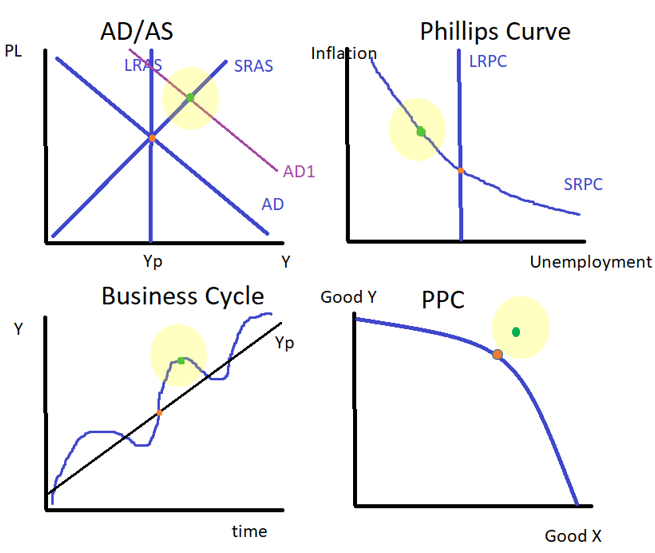 AD/AS
PL
LRAS
SRAS
AD1
AD
Yp
Y
Phillips Curve
Inflation
LRPC
SRPC
Unemployment
Business Cycle
Y
Yp
time
PPC
Good Y
Good X